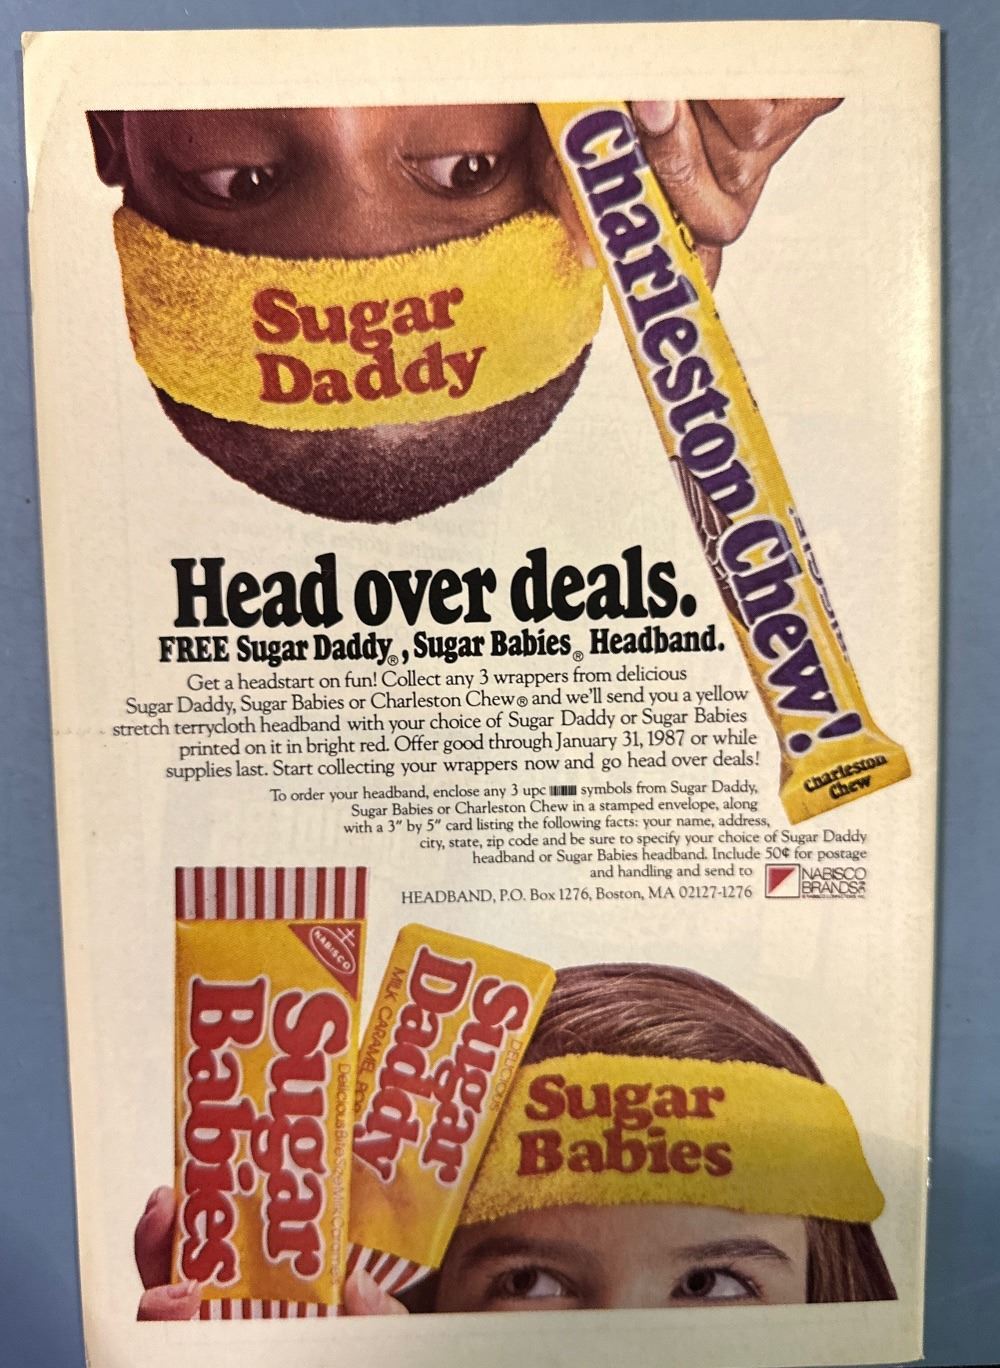 Sugar
Daddy
Charleston Chew!
Charleston
Chew
Head over deals.
FREE Sugar Daddy®, Sugar Babies® Headband.
Get a headstart on fun! Collect any 3 wrappers from delicious
Sugar Daddy, Sugar Babies or Charleston Chew® and we'll send you a yellow
stretch terrycloth headband with your choice of Sugar Daddy or Sugar Babies
printed on it in bright red. Offer good through January 31, 1987 or while
supplies last. Start collecting your wrappers now and go head over deals!
To order your headband, enclose any 3 upc symbols from Sugar Daddy,
Sugar Babies or Charleston Chew in a stamped envelope, along
with a 3" by 5" card listing the following facts: your name, address,
city, state, zip code and be sure to specify your choice of Sugar Daddy
headband or Sugar Babies headband. Include 50¢ for postage
and handling and send to
HEADBAND, P.O. Box 1276, Boston, MA 02127-1276
NABISCO
BRANDS
NABISCO
Sugar
Babies
Delicious Bite Size Milk Caramels
DELICIOUS
Sugar
Daddy
MILK CARAMEL POP
Sugar
Babies